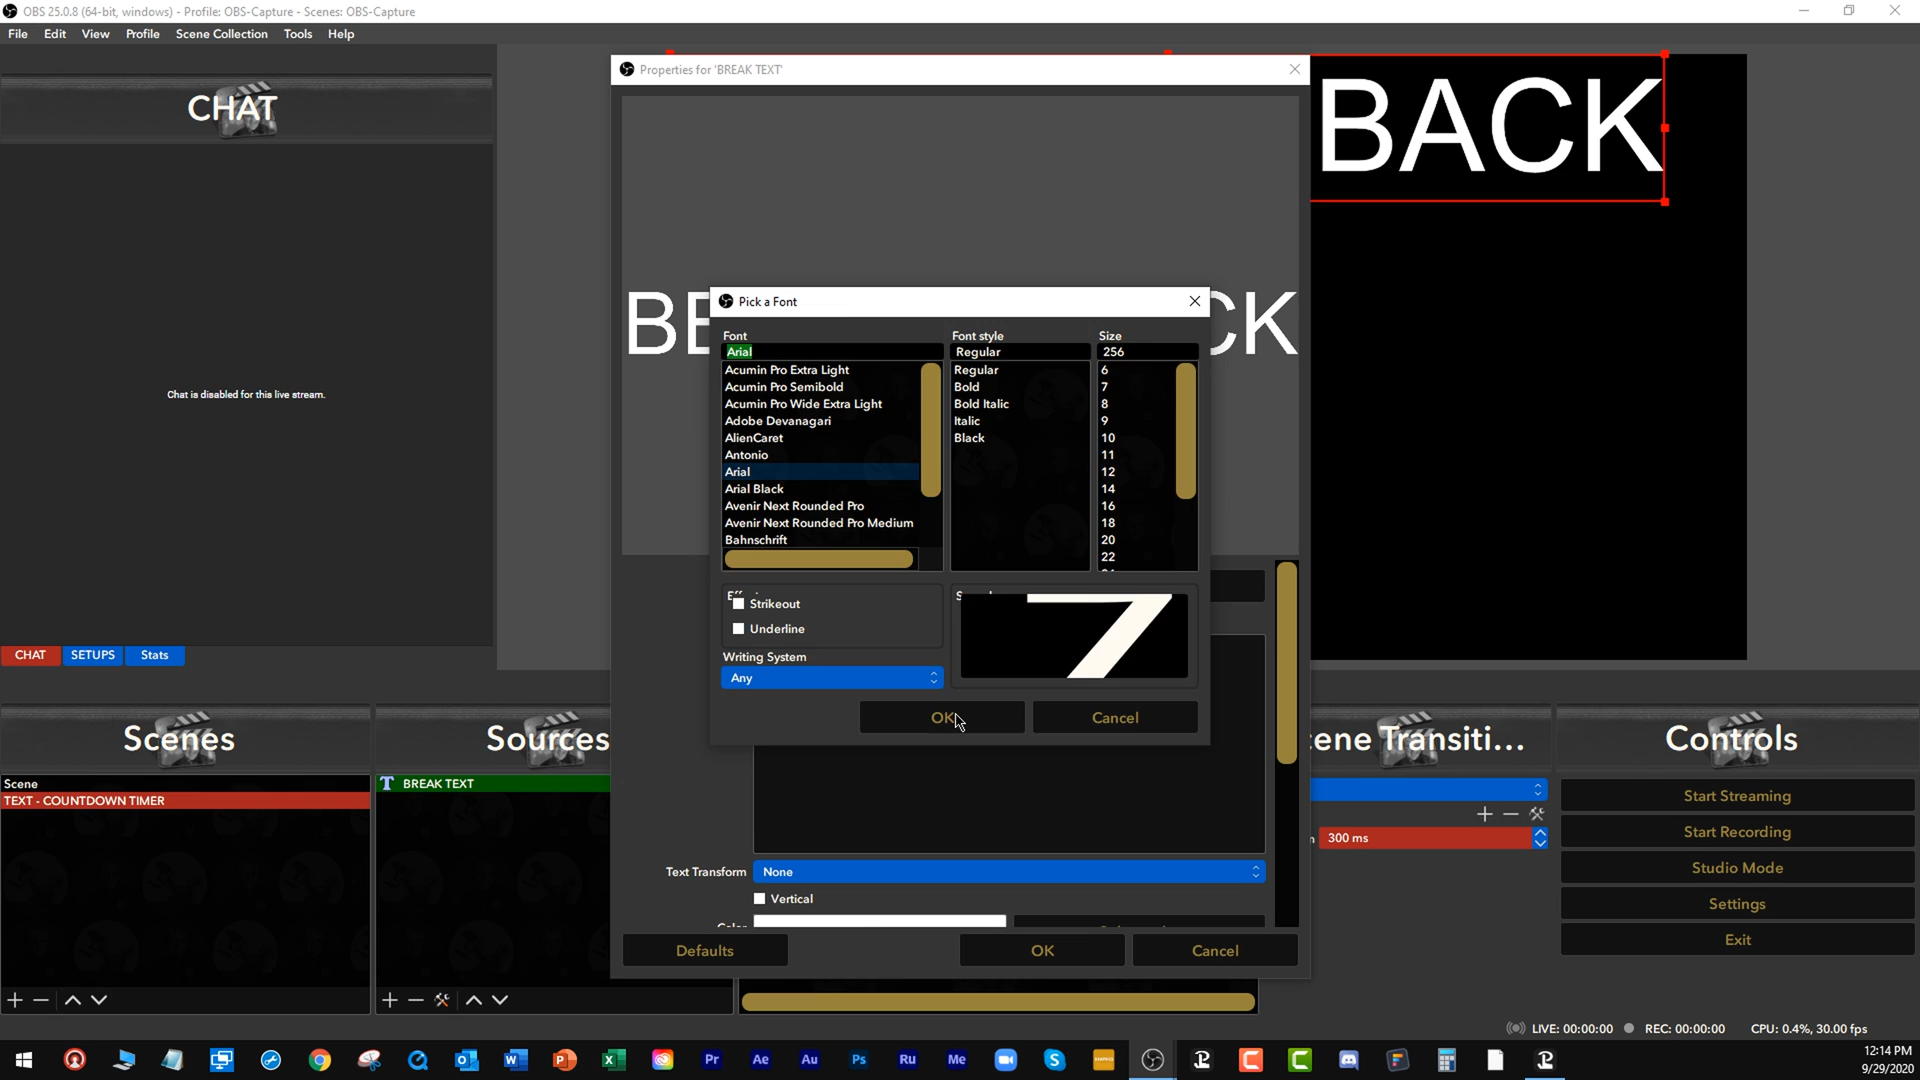 OBS 25.0.8 (64-bit, windows) - Profile: OBS-Capture - Scenes: OBS-Capture
File Edit View Profile Scene Collection Tools Help
CHAT
Chat is disabled for this live stream.
CHAT SETUPS Stats
Properties for 'BREAK TEXT'
BACK
Pick a Font
Font Font style Size
Arial Regular 256
Acumin Pro Extra Light
Acumin Pro Semibold
Acumin Pro Wide Extra Light
Adobe Devanagari
AlienCaret
Antonio
Arial
Arial Black
Avenir Next Rounded Pro
Avenir Next Rounded Pro Medium
Bahnschrift
Regular
Bold
Bold Italic
Italic
Black
6
7
8
9
10
11
12
14
16
18
20
22
Strikeout
Underline
Writing System
Any
OK Cancel
Text Transform None
Vertical
Defaults OK Cancel
Scenes
Scene
TEXT - COUNTDOWN TIMER
Sources
BREAK TEXT
ene Transiti...
300 ms
Controls
Start Streaming
Start Recording
Studio Mode
Settings
Exit
LIVE: 00:00:00 REC: 00:00:00 CPU: 0.4%, 30.00 fps
Pr Ae Au Ps Ru Me
12:14 PM
9/29/2020